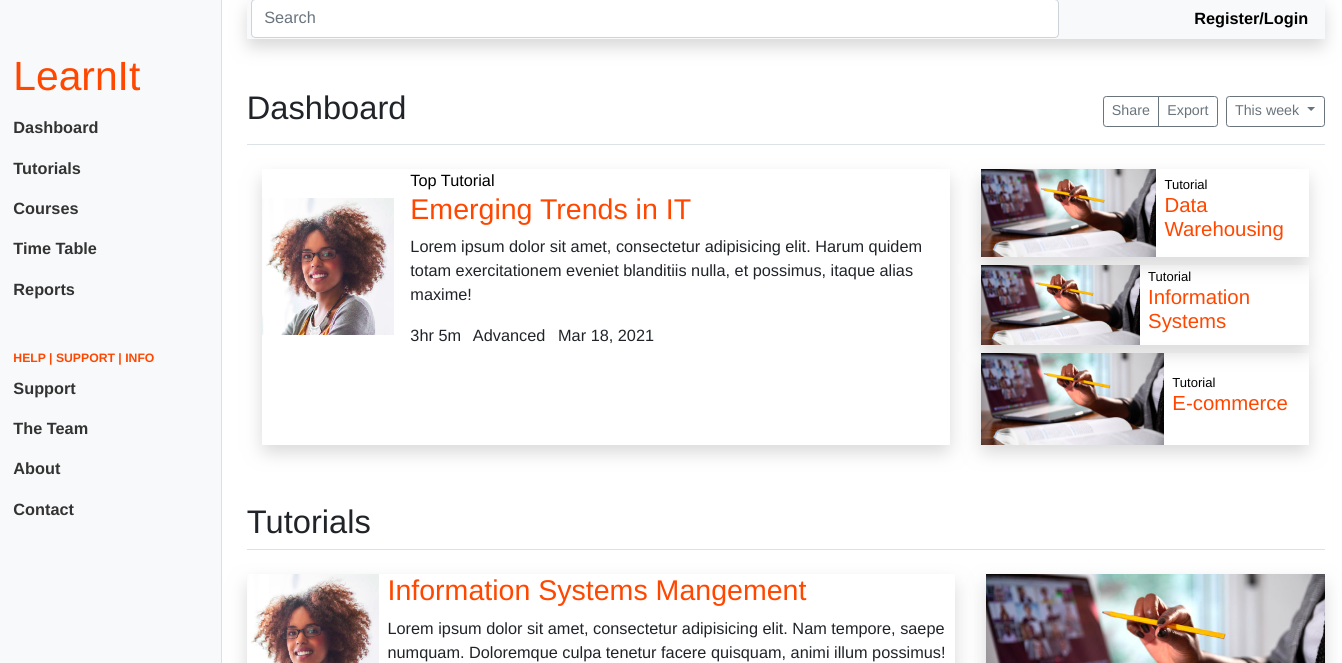 Search
Register/Login
LearnIt
Dashboard
Tutorials
Courses
Time Table
Reports
HELP | SUPPORT | INFO
Support
The Team
About
Contact
Dashboard
Share
Export
This week
Top Tutorial
Emerging Trends in IT
Lorem ipsum dolor sit amet, consectetur adipisicing elit. Harum quidem
totam exercitationem eveniet blanditiis nulla, et possimus, itaque alias
maxime!
3hr 5m Advanced Mar 18, 2021
Tutorial
Data
Warehousing
Tutorial
Information
Systems
Tutorial
E-commerce
Tutorials
Information Systems Mangement
Lorem ipsum dolor sit amet, consectetur adipisicing elit. Nam tempore, saepe
numquam. Doloremque culpa tenetur facere quisquam, animi illum possimus!